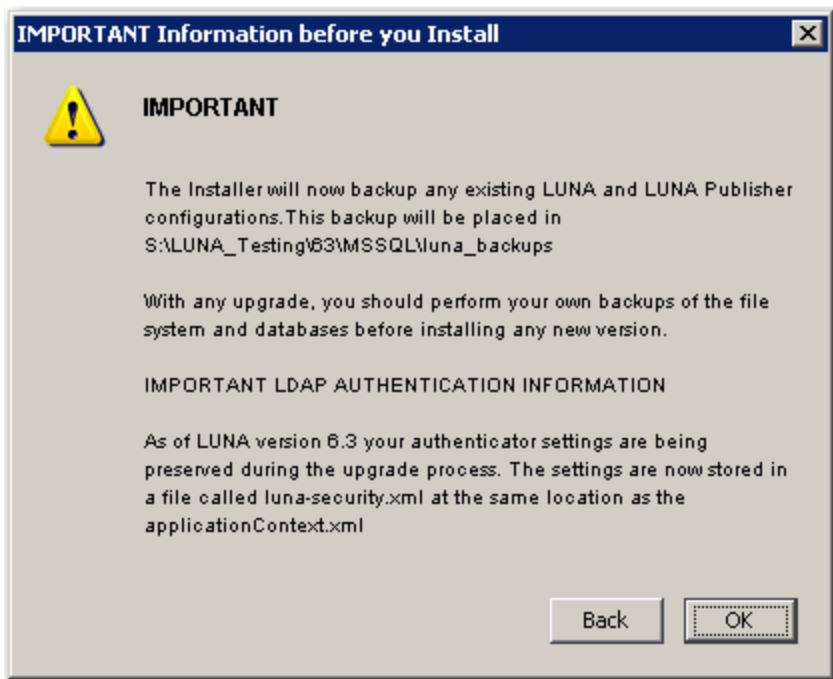 IMPORTANT Information before you Install
IMPORTANT
The Installer will now backup any existing LUNA and LUNA Publisher
configurations.This backup will be placed in
S:\LUNA_Testing\63\MSSQL\luna_backups
With any upgrade, you should perform your own backups of the file
system and databases before installing any new version.
IMPORTANT LDAP AUTHENTICATION INFORMATION
As of LUNA version 6.3 your authenticator settings are being
preserved during the upgrade process. The settings are now stored in
a file called luna-security.xml at the same location as the
applicationContext.xml
Back
OK